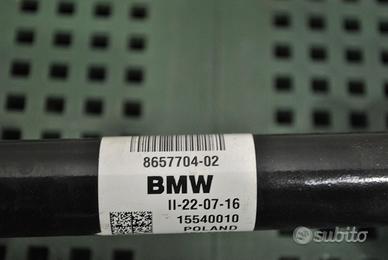 8657704-02
BMW
II-22-07-16
15540010
POLAND
subito